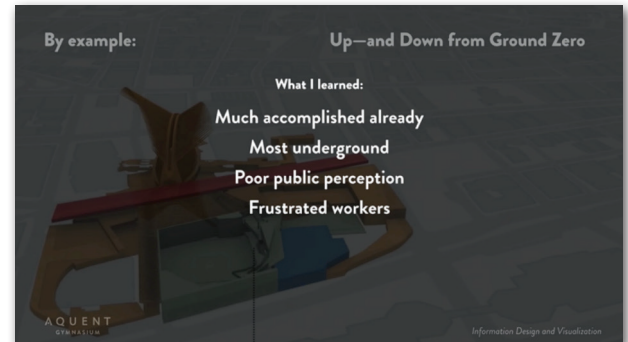 By example:
Up—and Down from Ground Zero
What I learned:
Much accomplished already
Most underground
Poor public perception
Frustrated workers
AQUENT
GYMNASIUM
Information Design and Visualization